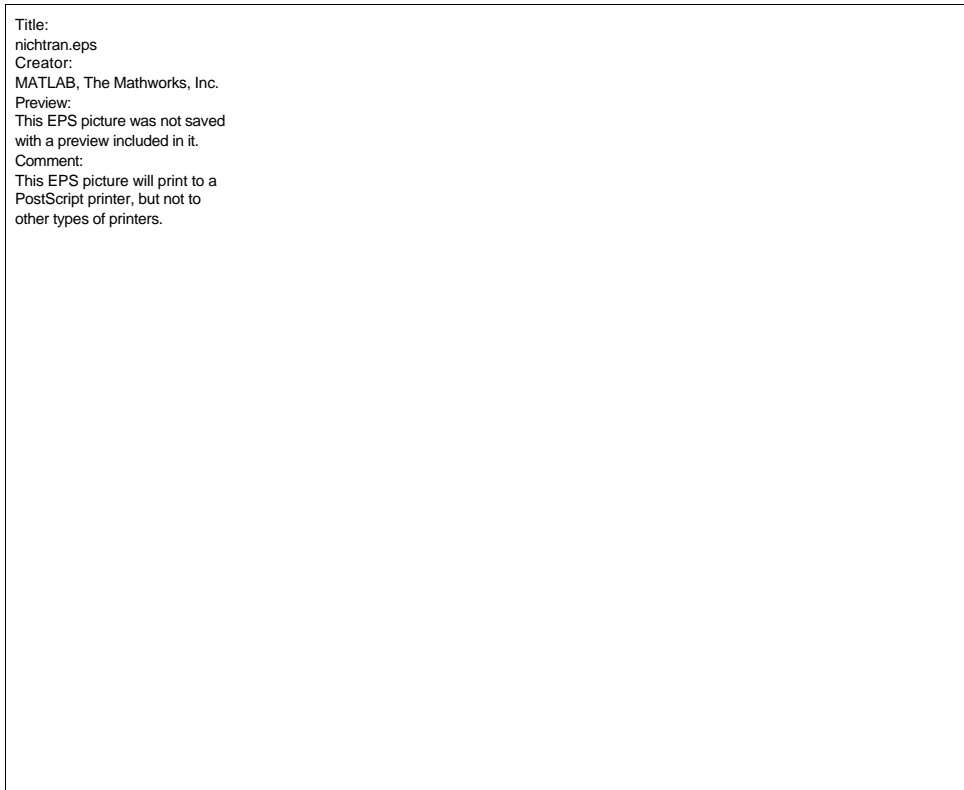 Title:
nichtran.eps
Creator:
MATLAB, The Mathworks, Inc.
Preview:
This EPS picture was not saved
with a preview included in it.
Comment:
This EPS picture will print to a
PostScript printer, but not to
other types of printers.